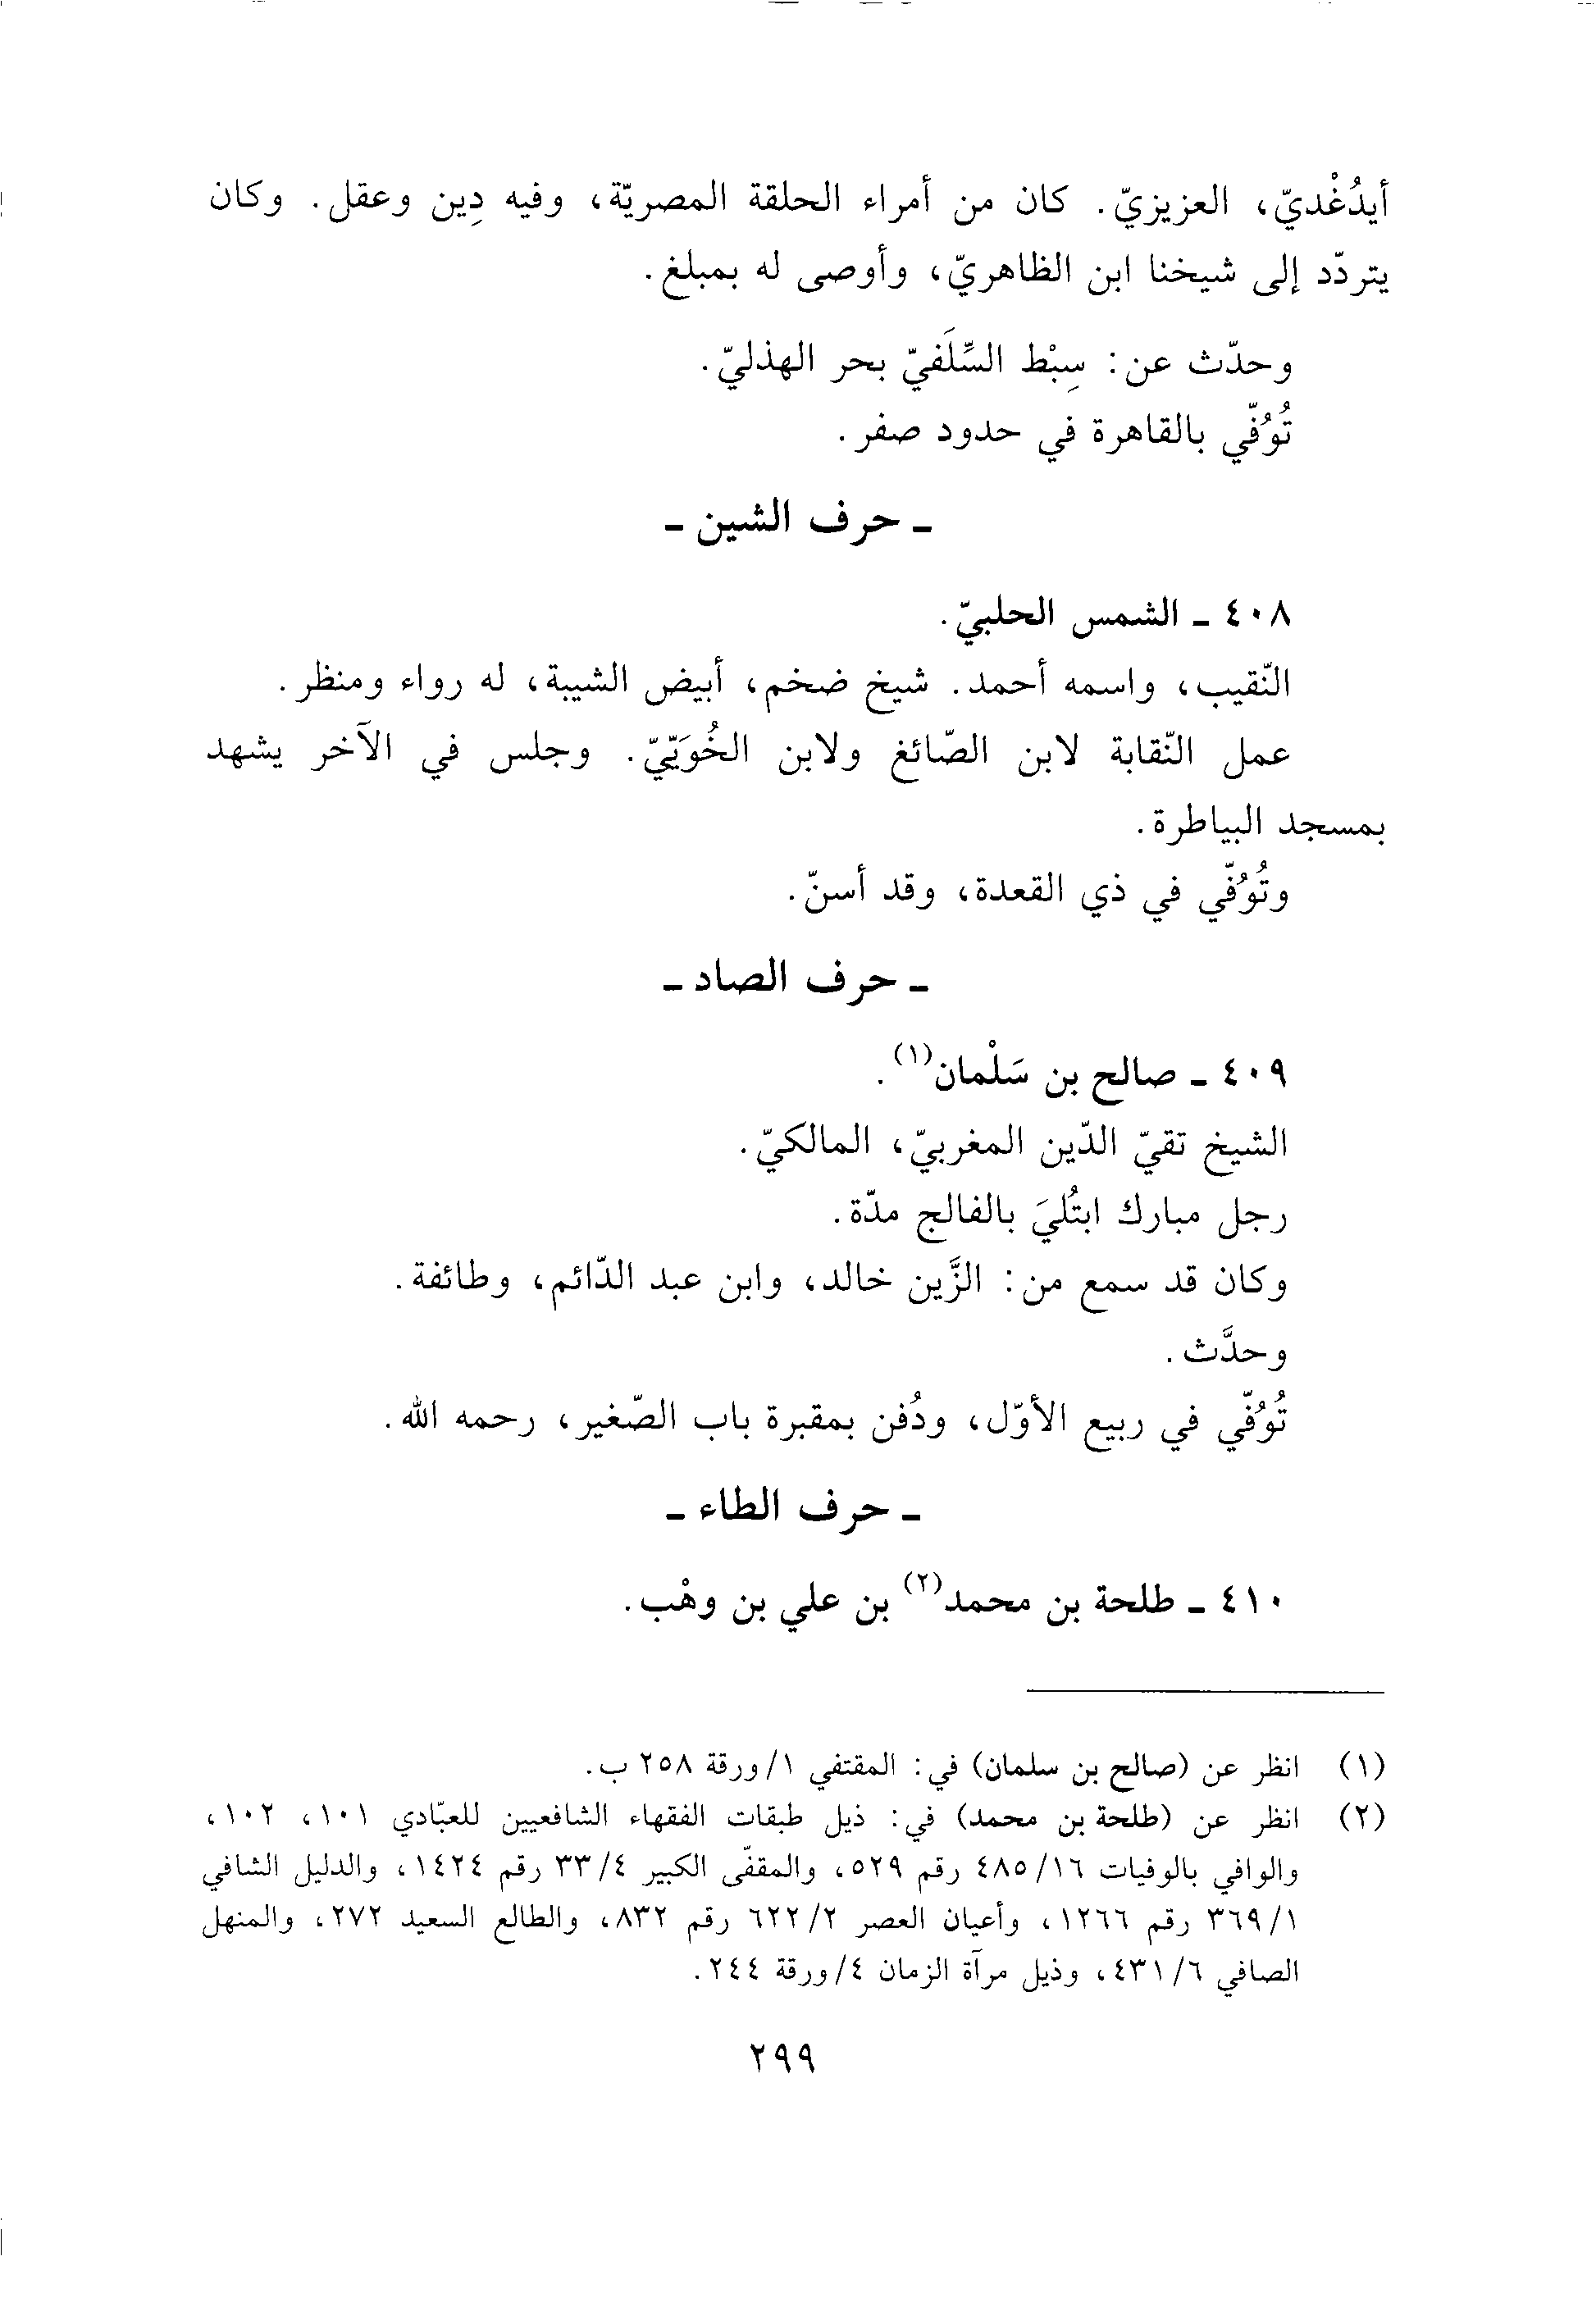 أيدُغْديّ، العزيزيّ. كان من أمراء الحلقة المصريّة، وفيه دِين وعقل. وكان
يتردّد إلى شيخنا ابن الظاهريّ، وأوصى له بمبلغ.
وحدّث عن: سِبْط السِّلَفيّ بحر الهذليّ.
تُوُفّي بالقاهرة في حدود صفر.
ـ حرف الشين ـ
٤٠٨ ـ الشمس الحلبيّ.
النّقيب، واسمه أحمد. شيخ ضخم، أبيض الشيبة، له رواء ومنظر.
عمل النّقابة لابن الصّائغ ولابن الخُوَيّيّ. وجلس في الآخر يشهد
بمسجد البياطرة.
وتُوُفّي في ذي القعدة، وقد أسنّ.
ـ حرف الصاد ـ
٤٠٩ ـ صالح بن سَلْمان(١).
الشيخ تقيّ الدّين المغربيّ، المالكيّ.
رجل مبارك ابتُليَ بالفالج مدّة.
وكان قد سمع من: الزَّين خالد، وابن عبد الدّائم، وطائفة.
وحدَّث.
تُوُفّي في ربيع الأوّل، ودُفن بمقبرة باب الصّغير، رحمه الله.
ـ حرف الطاء ـ
٤١٠ ـ طلحة بن محمد(٢) بن علي بن وهْب.
(١) انظر عن (صالح بن سلمان) في: المقتفي ١/ورقة ٢٥٨ ب.
(٢) انظر عن (طلحة بن محمد) في: ذيل طبقات الفقهاء الشافعيين للعبّادي ١٠١، ١٠٢،
والوافي بالوفيات ١٦/٤٨٥ رقم ٥٢٩، والمقفّى الكبير ٤/٣٣ رقم ١٤٢٤، والدليل الشافي
١/٣٦٩ رقم ١٢٦٦، وأعيان العصر ٢/٦٢٢ رقم ٨٣٢، والطالع السعيد ٢٧٢، والمنهل
الصافي ٦/٤٣١، وذيل مرآة الزمان ٤/ورقة ٢٤٤.
٢٩٩